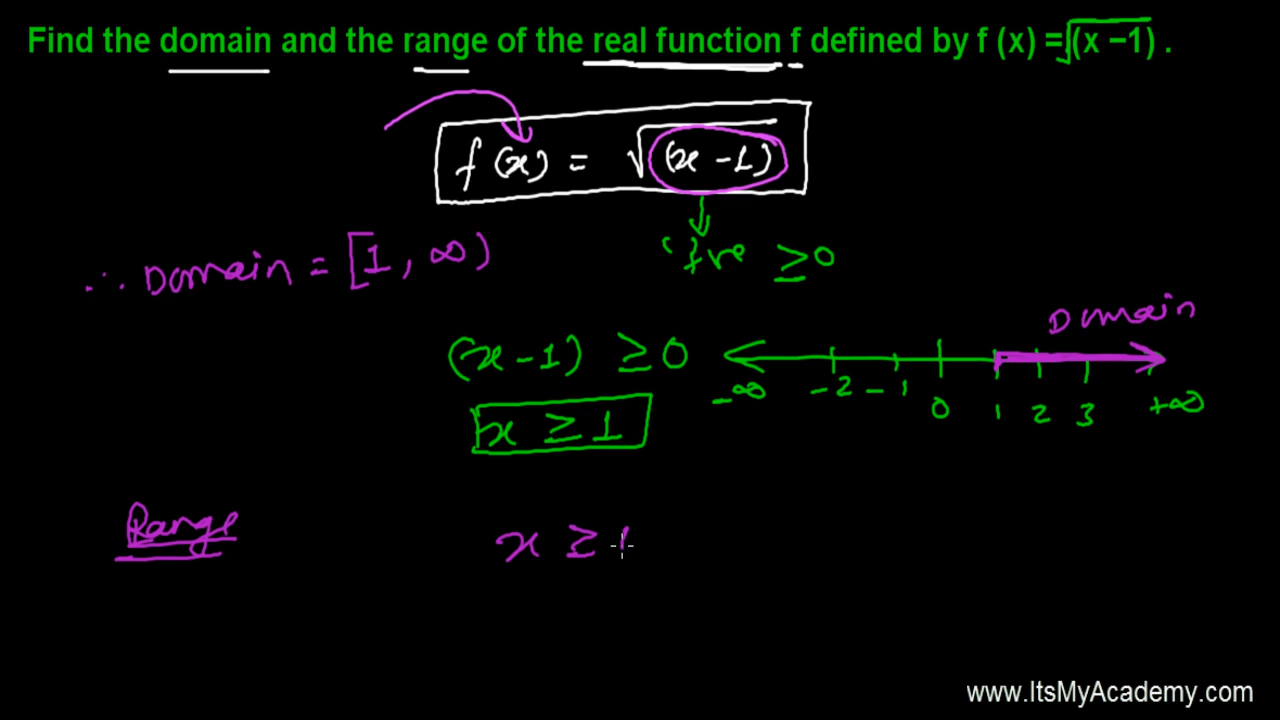 Find the domain and the range of the real function f defined by f (x) =√(x −1) .
f (x) = √(x - 1)
'+ve ≥ 0
∴ Domain = [1, ∞)
Domain
(x - 1) ≥ 0
-∞ -2 -1 0 1 2 3 +∞
x ≥ 1
Range
x ≥ 1
www.ItsMyAcademy.com